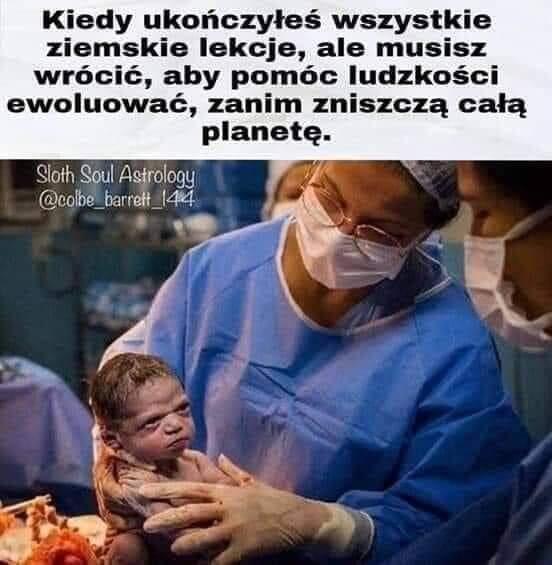 Kiedy ukończyłeś wszystkie
ziemskie lekcje, ale musisz
wrócić, aby pomóc ludzkości
ewoluować, zanim zniszczą całą
planetę.
Sloth Soul Astrology
@colbe_barrett_144